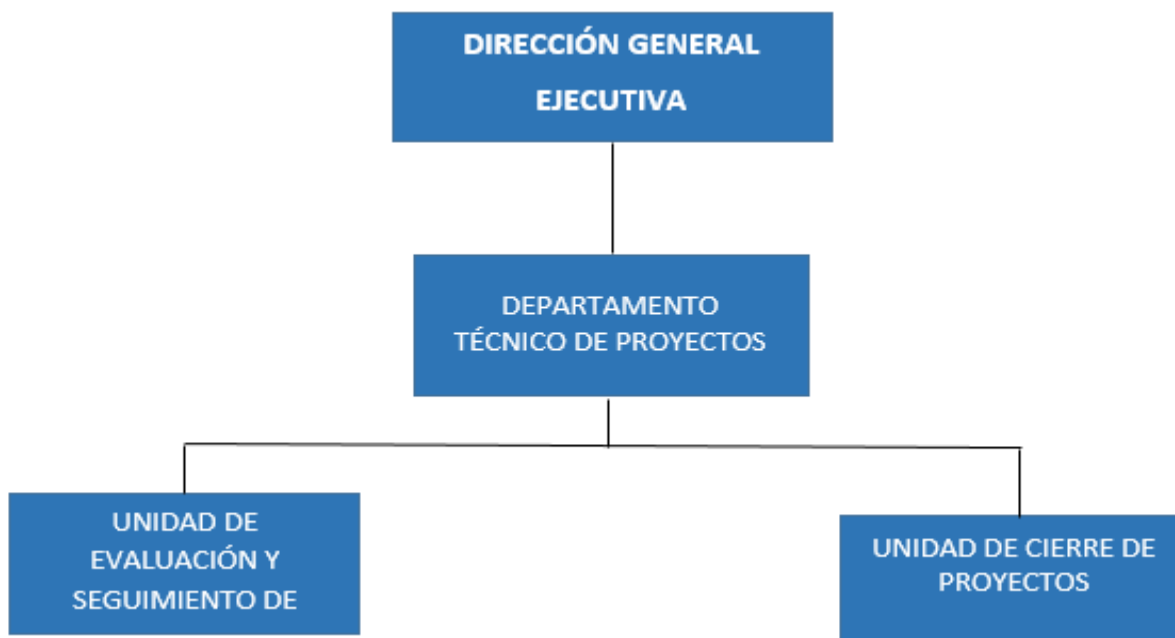 DIRECCIÓN GENERAL
EJECUTIVA
DEPARTAMENTO
TÉCNICO DE PROYECTOS
UNIDAD DE
EVALUACIÓN Y
SEGUIMIENTO DE
UNIDAD DE CIERRE DE
PROYECTOS